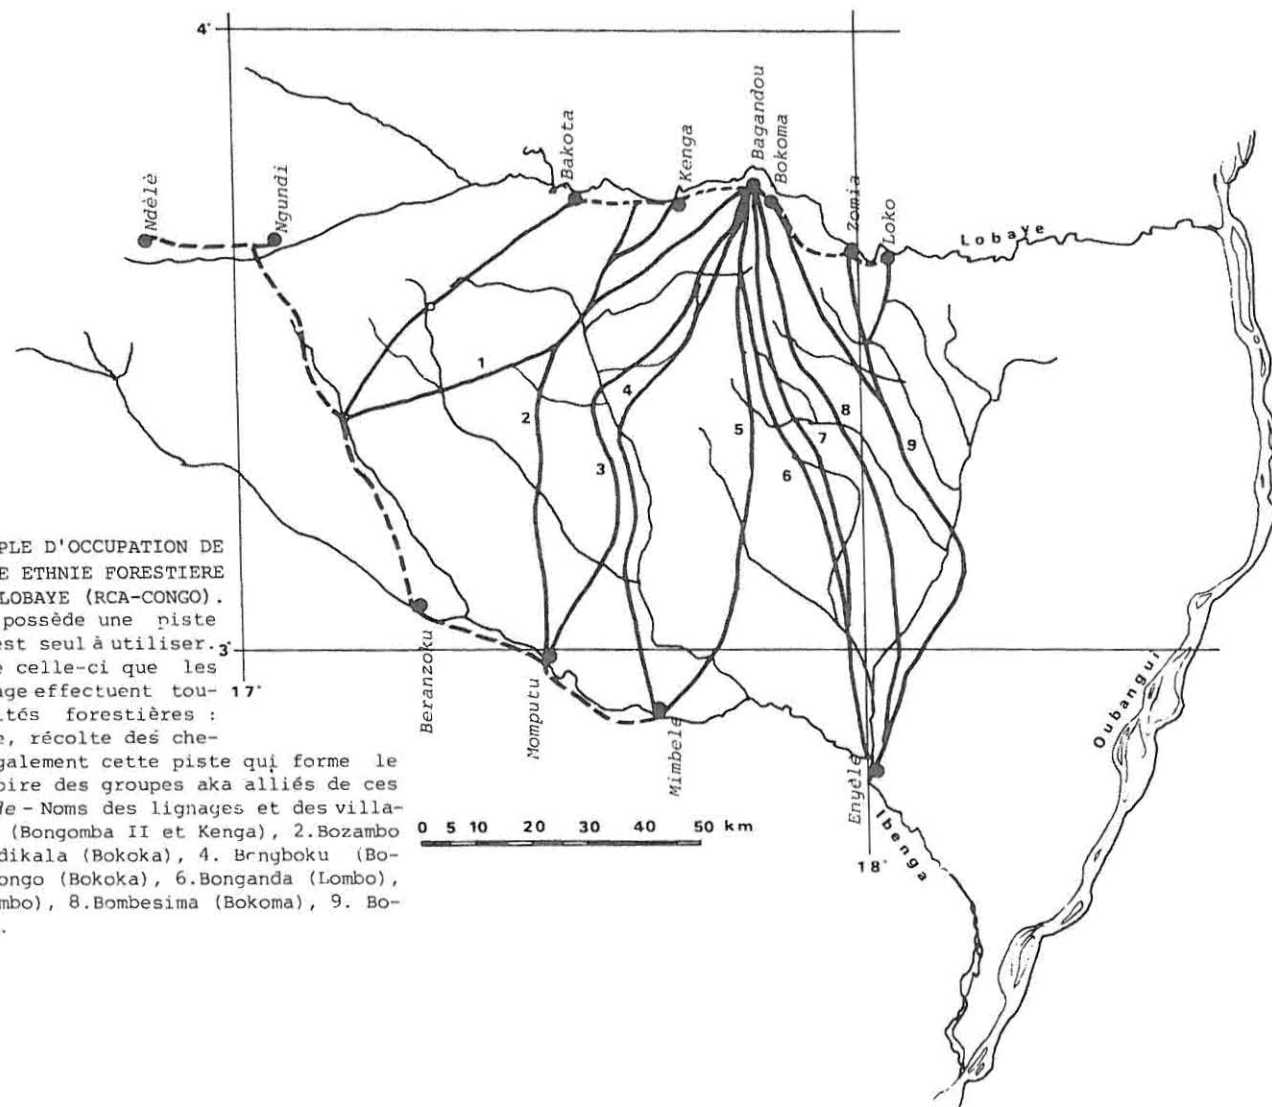 4°
Ndèlè
Ngundi
Bakota
Kenga
Bagandou
Bokoma
Zomia
Loko
Lobaye
1
2
3
4
5
6
7
8
9
PLE D'OCCUPATION DE
E ETHNIE FORESTIERE
LOBAYE (RCA-CONGO).
possède une piste
est seul à utiliser.
e celle-ci que les
age effectuent tou-
ités forestières :
e, récolte des che-
galement cette piste qui forme le
oire des groupes aka alliés de ces
de - Noms des lignages et des villa-
(Bongomba II et Kenga), 2.Bozambo
dikala (Bokoka), 4. (Bo-
ongo (Bokoka), 6.Bonganda (Lombo),
mbo), 8.Bombesima (Bokoma), 9. Bo-
.
3°
17°
Beranzoku
Momputu
Mimbele
Enyèle
18°
Ibenga
Oubangui
0 5 10 20 30 40 50 km